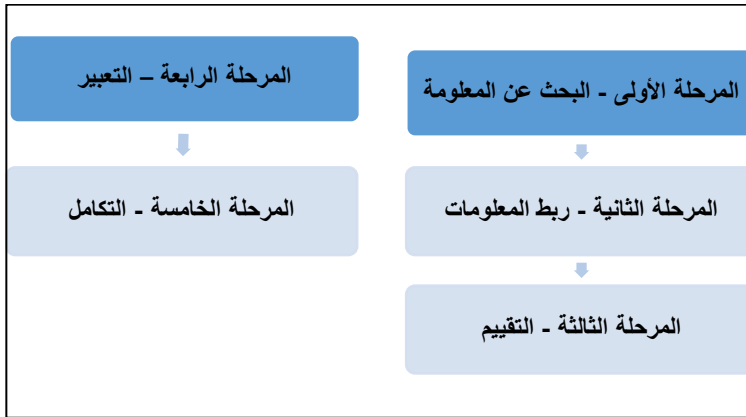 المرحلة الأولى - البحث عن المعلومة
المرحلة الثانية - ربط المعلومات
المرحلة الثالثة - التقييم
المرحلة الرابعة – التعبير
المرحلة الخامسة - التكامل